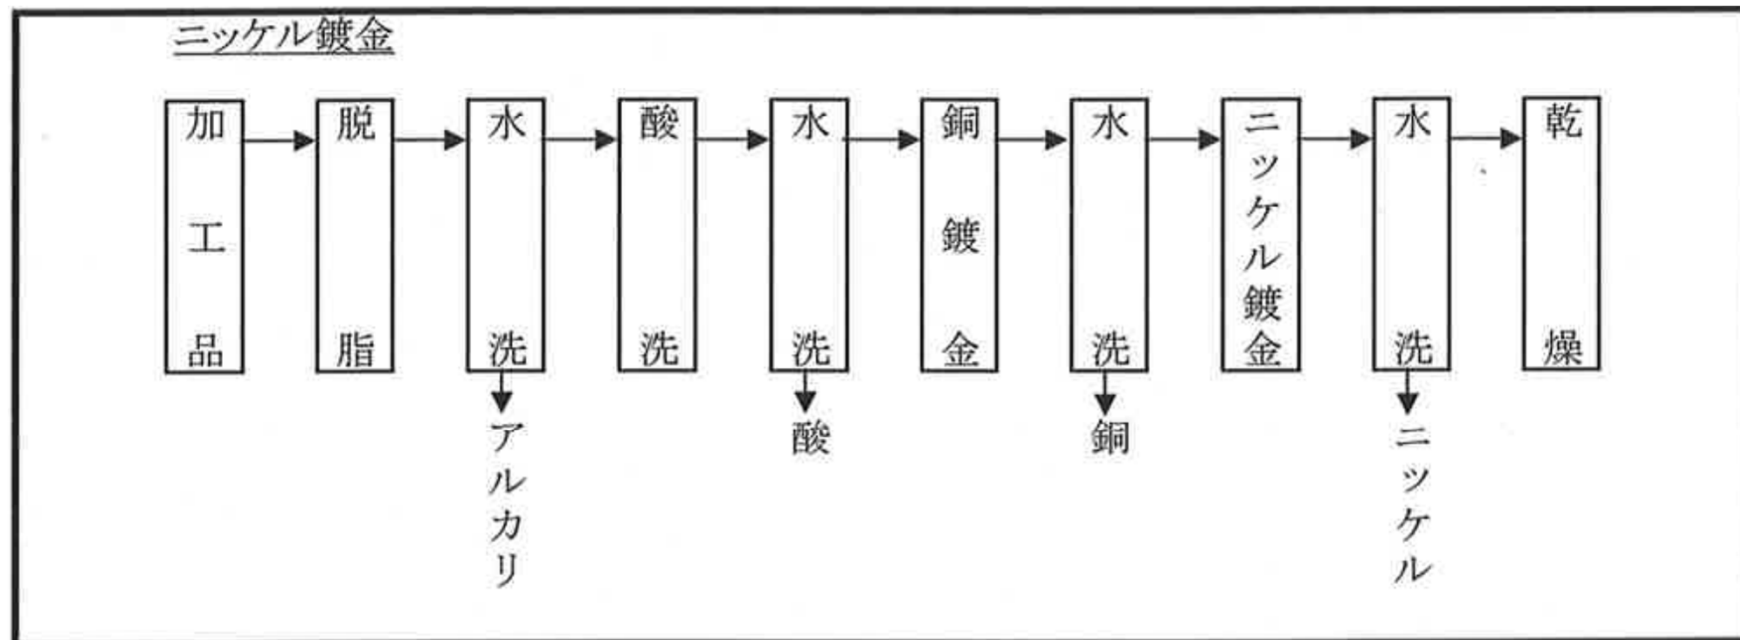 ニッケル鍍金
加工品
脱脂
水洗
酸洗
水洗
銅鍍金
水洗
ニッケル鍍金
水洗
乾燥
アルカリ
酸
銅
ニッケル